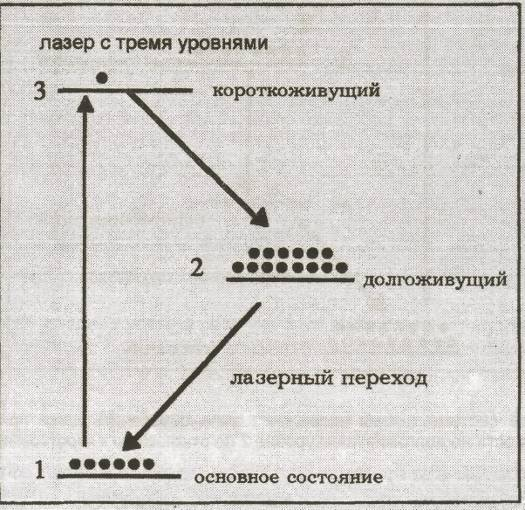 лазер с тремя уровнями
3 короткоживущий
2 долгоживущий
лазерный переход
1 основное состояние